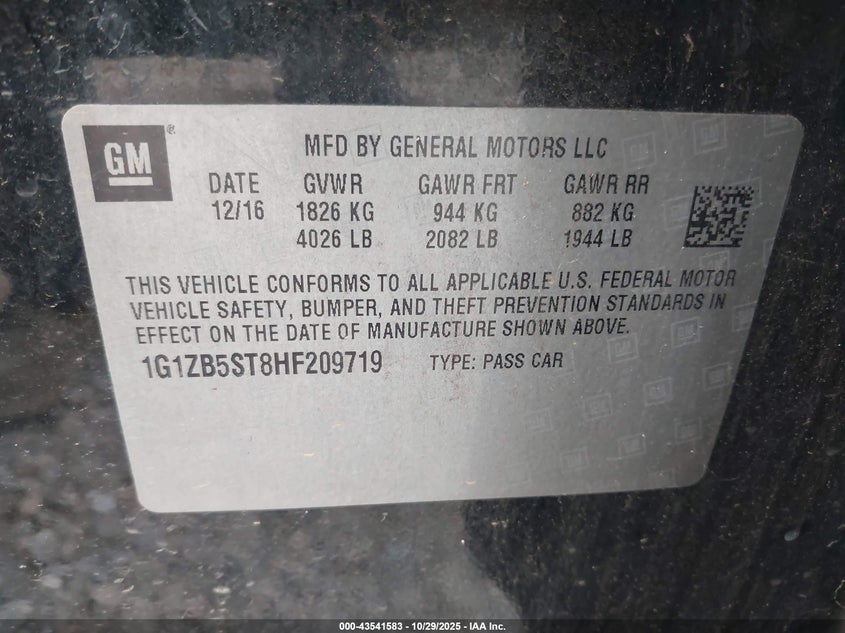 GM®
MFD BY GENERAL MOTORS LLC
DATE GVWR GAWR FRT GAWR RR
12/16 1826 KG 944 KG 882 KG
4026 LB 2082 LB 1944 LB
THIS VEHICLE CONFORMS TO ALL APPLICABLE U.S. FEDERAL MOTOR
VEHICLE SAFETY, BUMPER, AND THEFT PREVENTION STANDARDS IN
EFFECT ON THE DATE OF MANUFACTURE SHOWN ABOVE.
1G1ZB5ST8HF209719 TYPE: PASS CAR
000-43541583 - 10/29/2025 - IAA Inc.